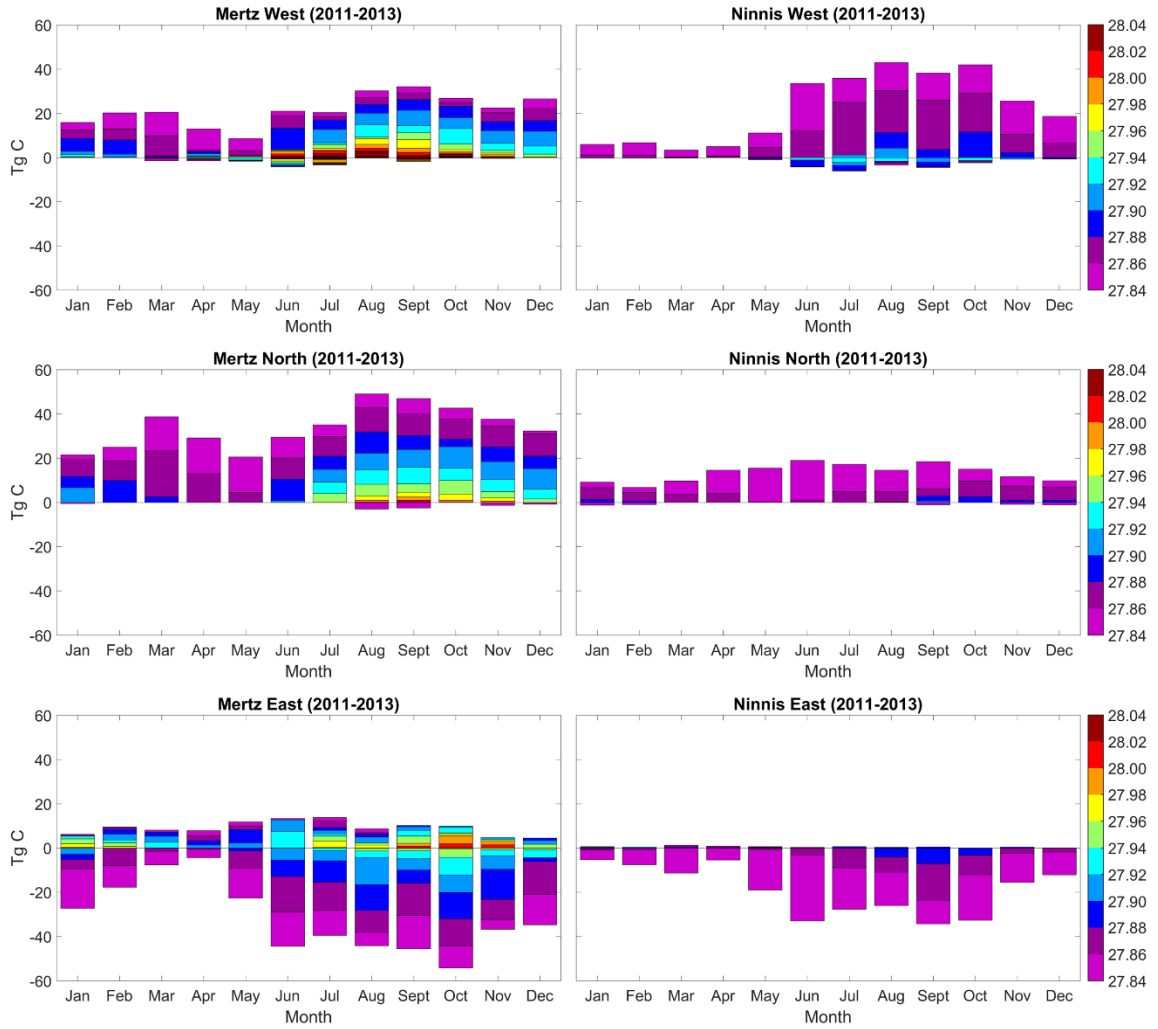 Mertz West (2011-2013)
Ninnis West (2011-2013)
60
40
20
0
-20
-40
-60
Tg C
Jan Feb Mar Apr May Jun Jul Aug Sept Oct Nov Dec
Month
Jan Feb Mar Apr May Jun Jul Aug Sept Oct Nov Dec
Month
28.04
28.02
28.00
27.98
27.96
27.94
27.92
27.90
27.88
27.86
27.84
Mertz North (2011-2013)
Ninnis North (2011-2013)
60
40
20
0
-20
-40
-60
Tg C
Jan Feb Mar Apr May Jun Jul Aug Sept Oct Nov Dec
Month
Jan Feb Mar Apr May Jun Jul Aug Sept Oct Nov Dec
Month
28.04
28.02
28.00
27.98
27.96
27.94
27.92
27.90
27.88
27.86
27.84
Mertz East (2011-2013)
Ninnis East (2011-2013)
60
40
20
0
-20
-40
-60
Tg C
Jan Feb Mar Apr May Jun Jul Aug Sept Oct Nov Dec
Month
Jan Feb Mar Apr May Jun Jul Aug Sept Oct Nov Dec
Month
28.04
28.02
28.00
27.98
27.96
27.94
27.92
27.90
27.88
27.86
27.84